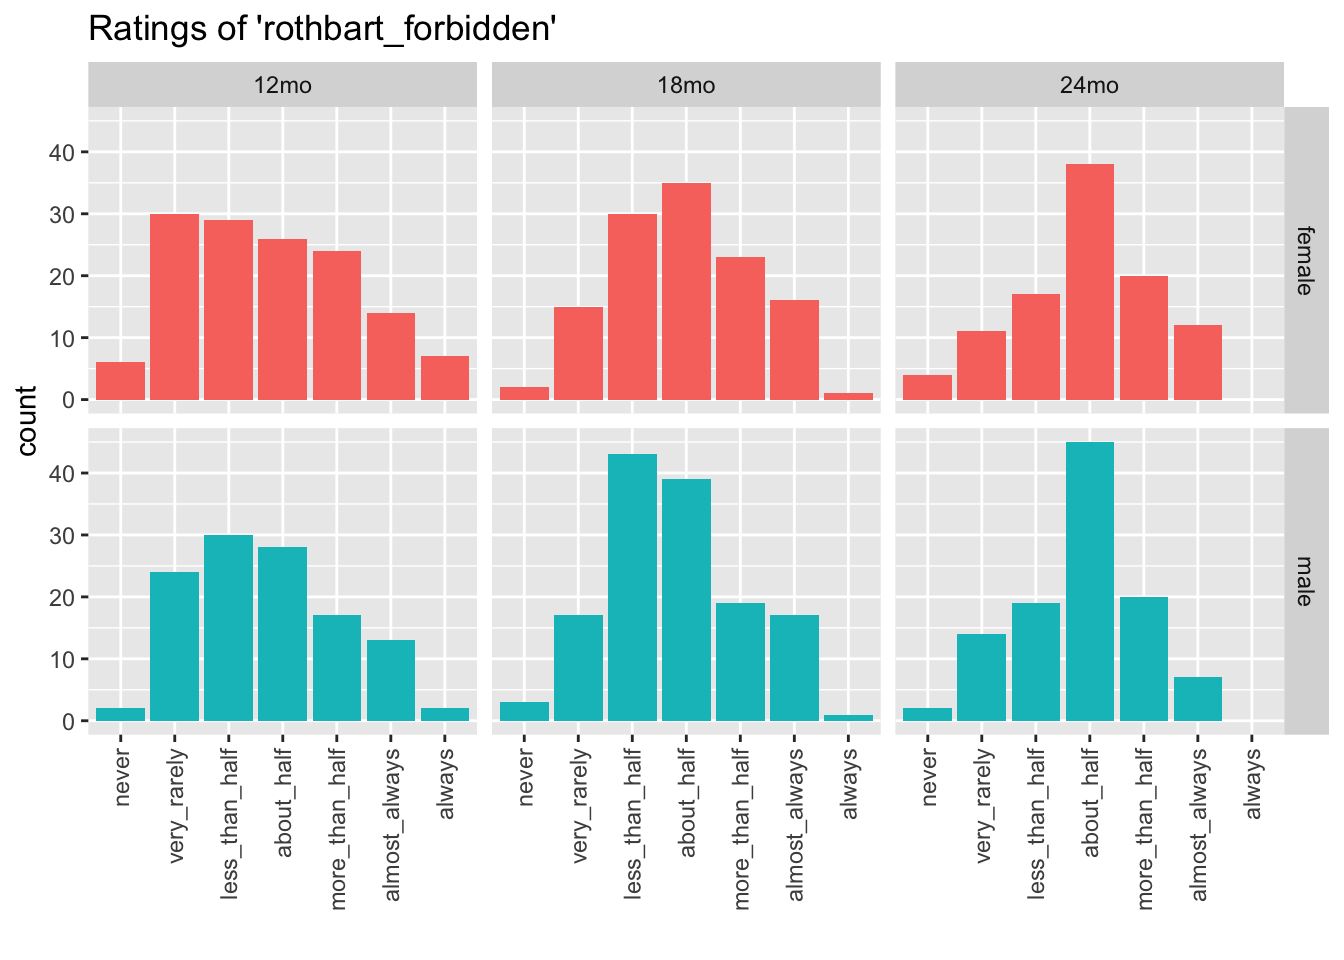 Ratings of 'rothbart_forbidden'
12mo
18mo
24mo
count
40
30
20
10
0
female
40
30
20
10
0
male
never
very_rarely
less_than_half
about_half
more_than_half
almost_always
always
never
very_rarely
less_than_half
about_half
more_than_half
almost_always
always
never
very_rarely
less_than_half
about_half
more_than_half
almost_always
always